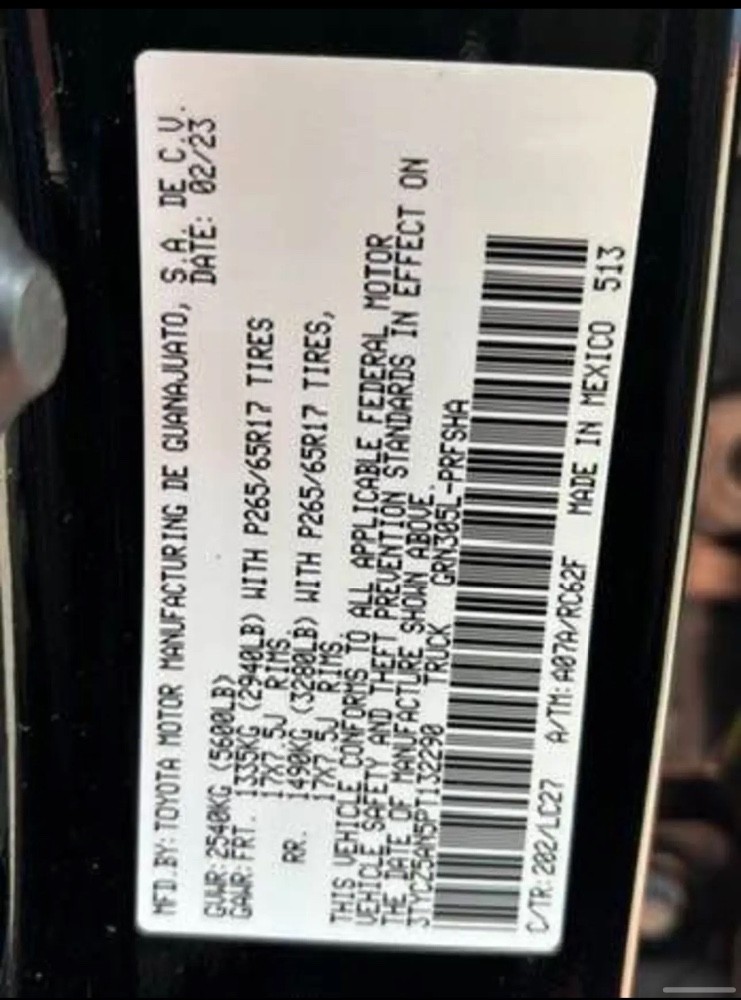 MFD.BY:TOYOTA MOTOR MANUFACTURING DE GUANAJUATO, S.A. DE C.V.
DATE: 02/23
GVWR:2540KG (5600LB)
GAWR:FRT. 1335KG (2940LB) WITH P265/65R17 TIRES
17X7.5J RIMS.
RR. 1490KG (3280LB) WITH P265/65R17 TIRES,
17X7.5J RIMS
THIS VEHICLE CONFORMS TO ALL APPLICABLE FEDERAL MOTOR
VEHICLE SAFETY AND THEFT PREVENTION STANDARDS IN EFFECT ON
THE DATE OF MANUFACTURE SHOWN ABOVE.
3TYCZ5AN5PT132290 TRUCK GRN305L-PRFSHA
C/TR:202/LC27 A/TM:A07A/RC62F MADE IN MEXICO 513